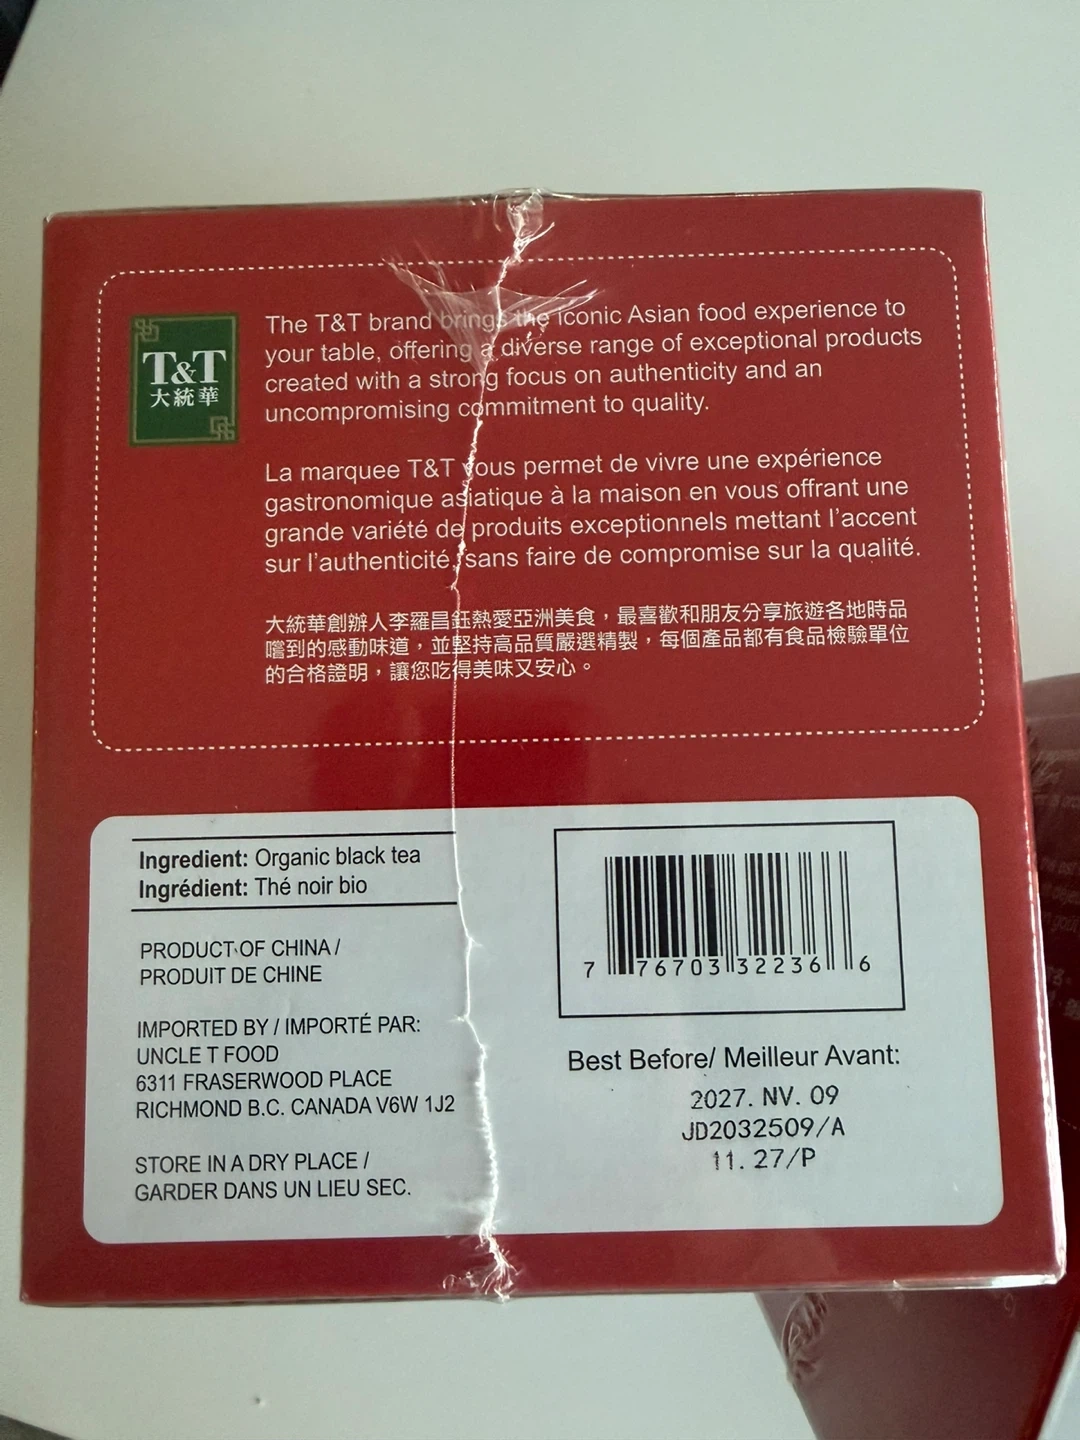 T&T
大統華
The T&T brand brings the iconic Asian food experience to
your table, offering a diverse range of exceptional products
created with a strong focus on authenticity and an
uncompromising commitment to quality.
La marquee T&T vous permet de vivre une expérience
gastronomique asiatique à la maison en vous offrant une
grande variété de produits exceptionnels mettant l'accent
sur l'authenticité, sans faire de compromise sur la qualité.
大統華創辦人李羅昌鈺熱愛亞洲美食，最喜歡和朋友分享旅遊各地時品
嚐到的感動味道，並堅持高品質嚴選精製，每個產品都有食品檢驗單位
的合格證明，讓您吃得美味又安心。
Ingredient: Organic black tea
Ingrédient: Thé noir bio
PRODUCT OF CHINA /
PRODUIT DE CHINE
IMPORTED BY / IMPORTÉ PAR:
UNCLE T FOOD
6311 FRASERWOOD PLACE
RICHMOND B.C. CANADA V6W 1J2
STORE IN A DRY PLACE /
GARDER DANS UN LIEU SEC.
7 76703 32236 6
Best Before/ Meilleur Avant:
2027. NV. 09
JD2032509/A
11. 27/P